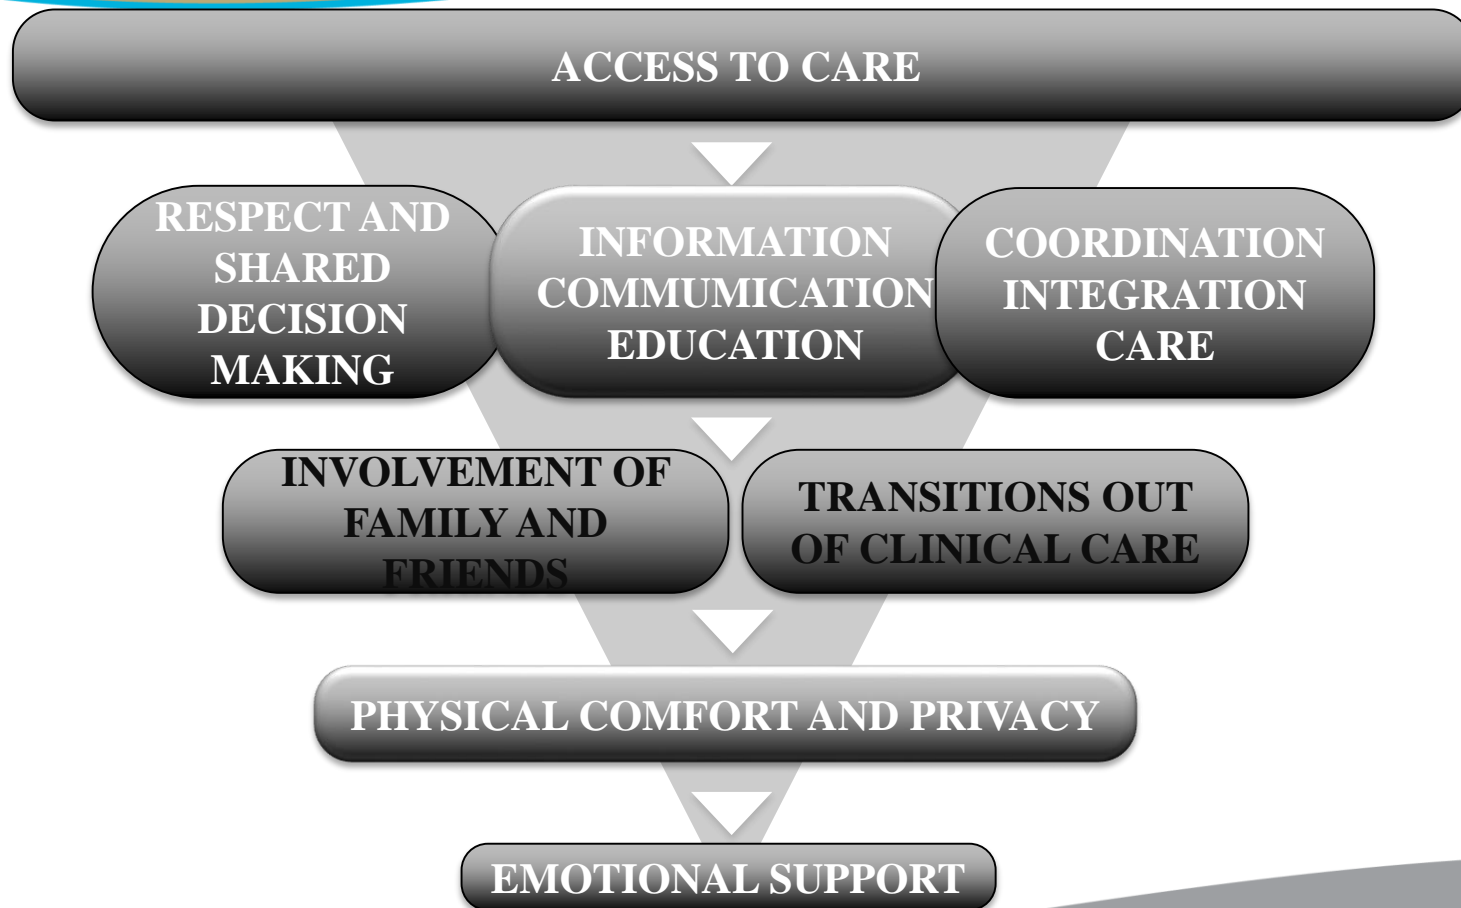 ACCESS TO CARE
RESPECT AND
SHARED
DECISION
MAKING
INFORMATION
COMMUMICATION
EDUCATION
COORDINATION
INTEGRATION
CARE
INVOLVEMENT OF
FAMILY AND
FRIENDS
TRANSITIONS OUT
OF CLINICAL CARE
PHYSICAL COMFORT AND PRIVACY
EMOTIONAL SUPPORT